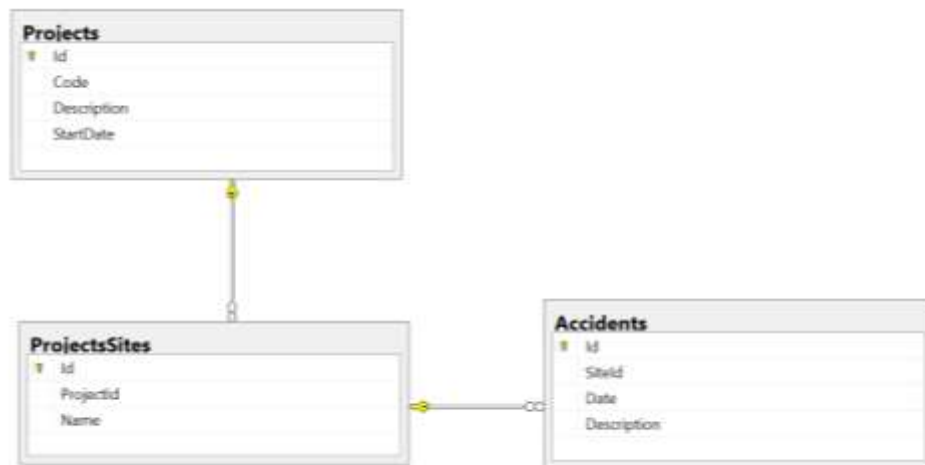 Projects
Id
Code
Description
StartDate
ProjectsSites
Id
ProjectId
Name
Accidents
Id
SiteId
Date
Description